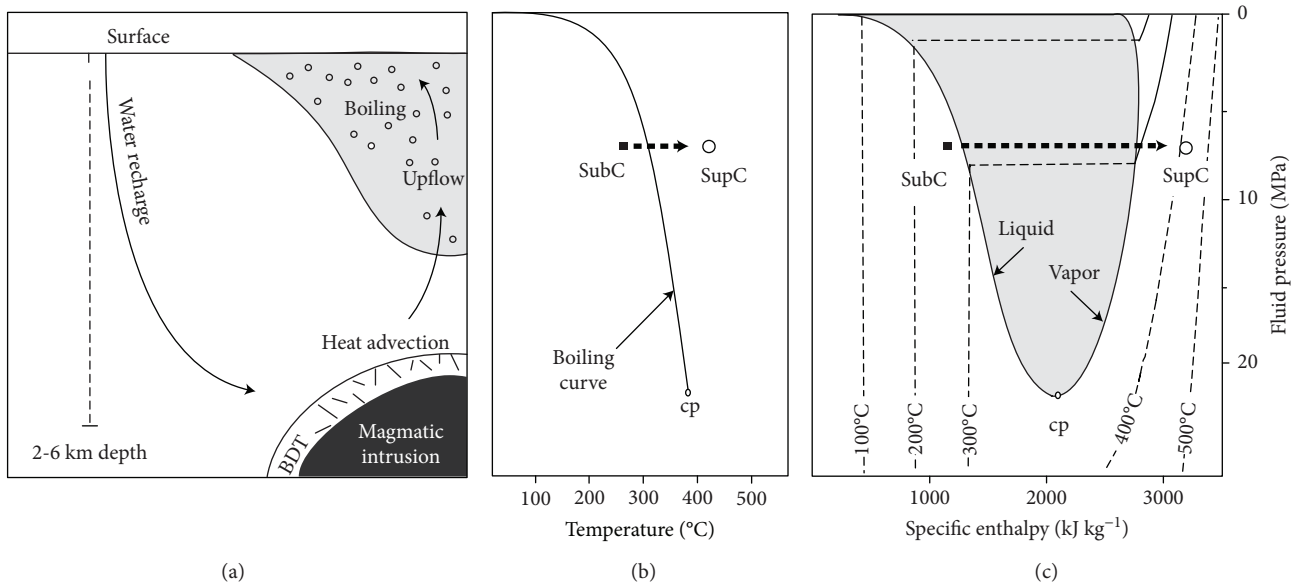 Surface
Water recharge
Boiling
Upflow
Heat advection
BDT
Magmatic
intrusion
2-6 km depth
(a)
SubC
SupC
Boiling
curve
cp
100
200
300
400
500
Temperature (°C)
(b)
SubC
SupC
Liquid
Vapor
cp
100°C
200°C
300°C
400°C
500°C
0
10
20
Fluid pressure (MPa)
1000
2000
3000
Specific enthalpy (kJ kg⁻¹)
(c)